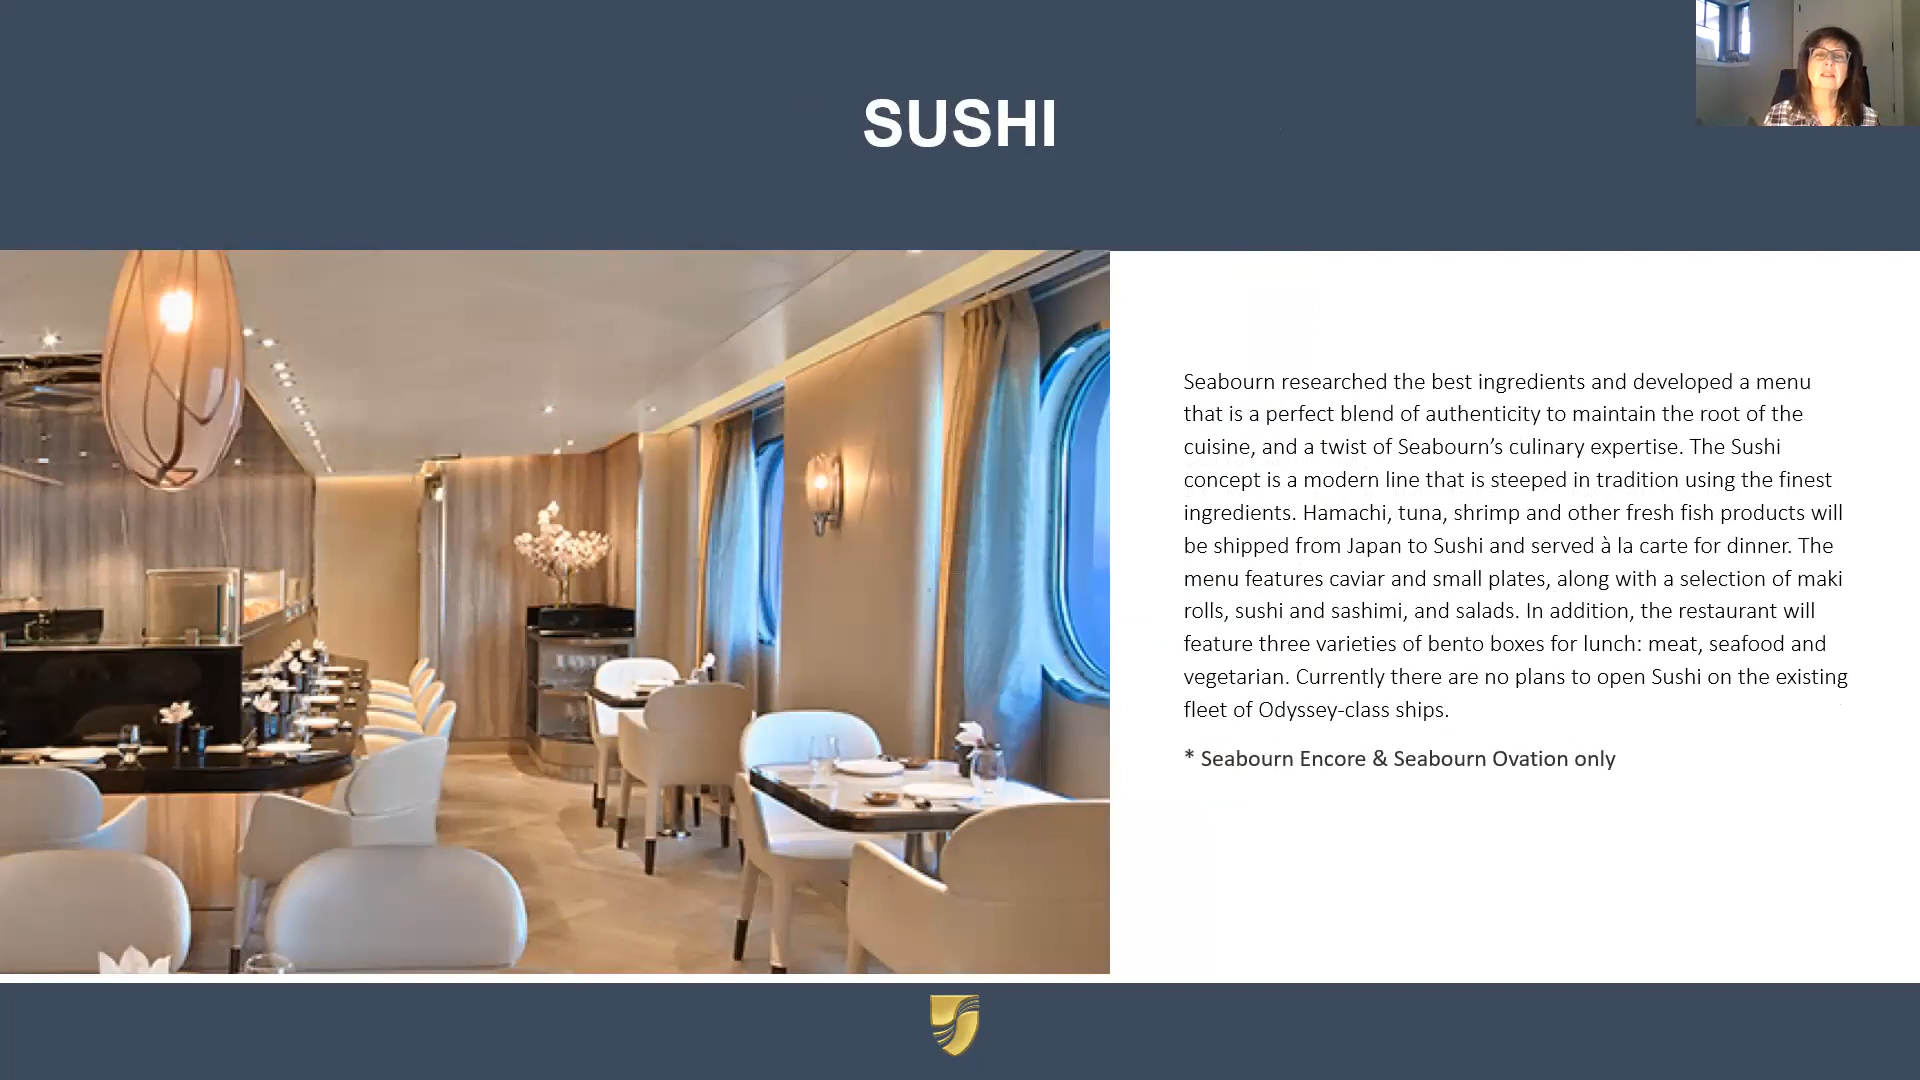 SUSHI
Seabourn researched the best ingredients and developed a menu
that is a perfect blend of authenticity to maintain the root of the
cuisine, and a twist of Seabourn’s culinary expertise. The Sushi
concept is a modern line that is steeped in tradition using the finest
ingredients. Hamachi, tuna, shrimp and other fresh fish products will
be shipped from Japan to Sushi and served à la carte for dinner. The
menu features caviar and small plates, along with a selection of maki
rolls, sushi and sashimi, and salads. In addition, the restaurant will
feature three varieties of bento boxes for lunch: meat, seafood and
vegetarian. Currently there are no plans to open Sushi on the existing
fleet of Odyssey-class ships.
* Seabourn Encore & Seabourn Ovation only